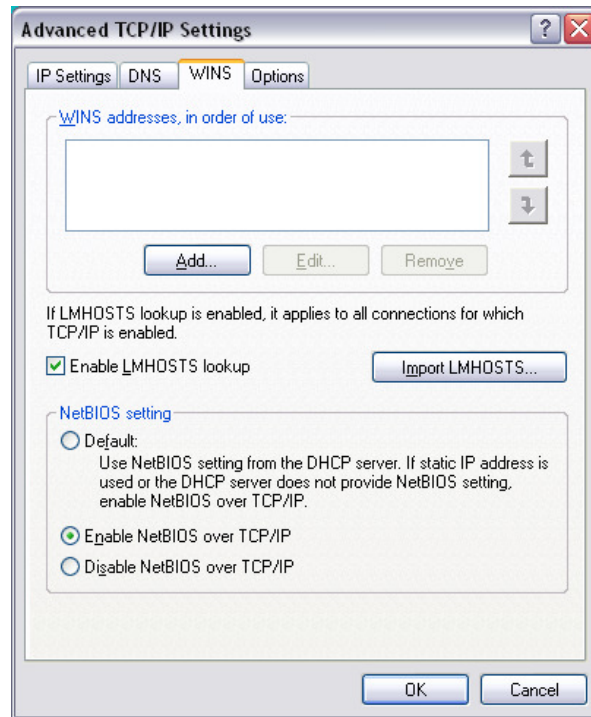 Advanced TCP/IP Settings
IP Settings DNS WINS Options
WINS addresses, in order of use:
Add... Edit... Remove
If LMHOSTS lookup is enabled, it applies to all connections for which
TCP/IP is enabled.
Enable LMHOSTS lookup Import LMHOSTS...
NetBIOS setting
Default:
Use NetBIOS setting from the DHCP server. If static IP address is
used or the DHCP server does not provide NetBIOS setting,
enable NetBIOS over TCP/IP.
Enable NetBIOS over TCP/IP
Disable NetBIOS over TCP/IP
OK Cancel